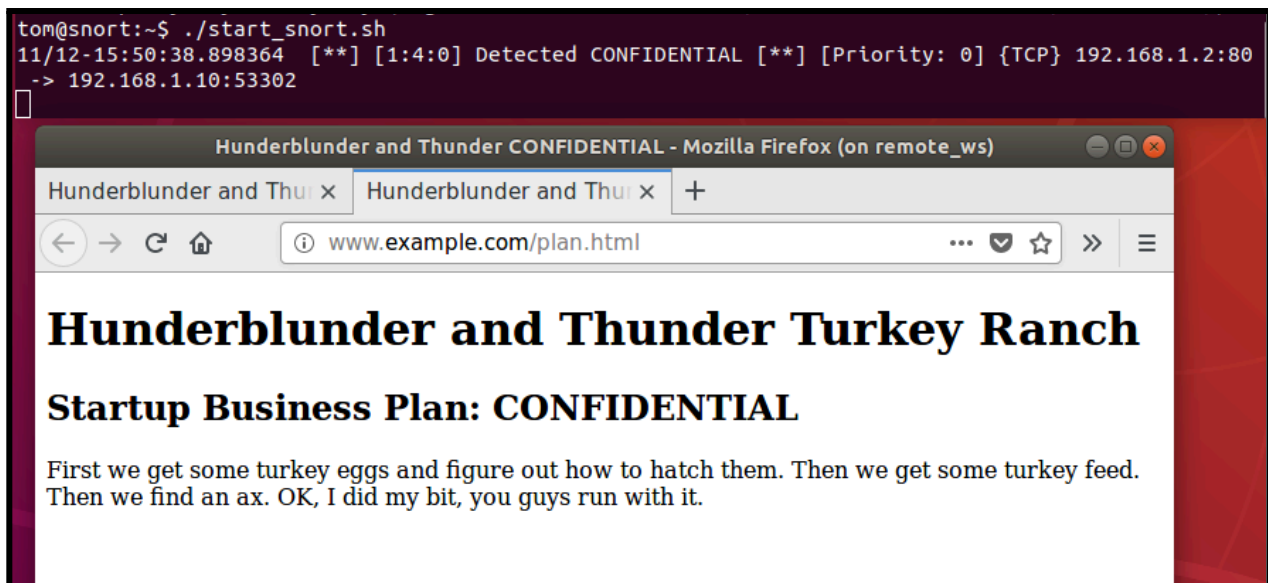 tom@snort:~$ ./start_snort.sh
11/12-15:50:38.898364  [**] [1:4:0] Detected CONFIDENTIAL [**] [Priority: 0] {TCP} 192.168.1.2:80
 -> 192.168.1.10:53302
Hunderblunder and Thunder CONFIDENTIAL - Mozilla Firefox (on remote_ws)
Hunderblunder and Thu Hunderblunder and Thu
www.example.com/plan.html
Hunderblunder and Thunder Turkey Ranch
Startup Business Plan: CONFIDENTIAL
First we get some turkey eggs and figure out how to hatch them. Then we get some turkey feed.
Then we find an ax. OK, I did my bit, you guys run with it.